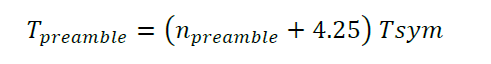 T_preamble = (n_preamble + 4.25) Tsym